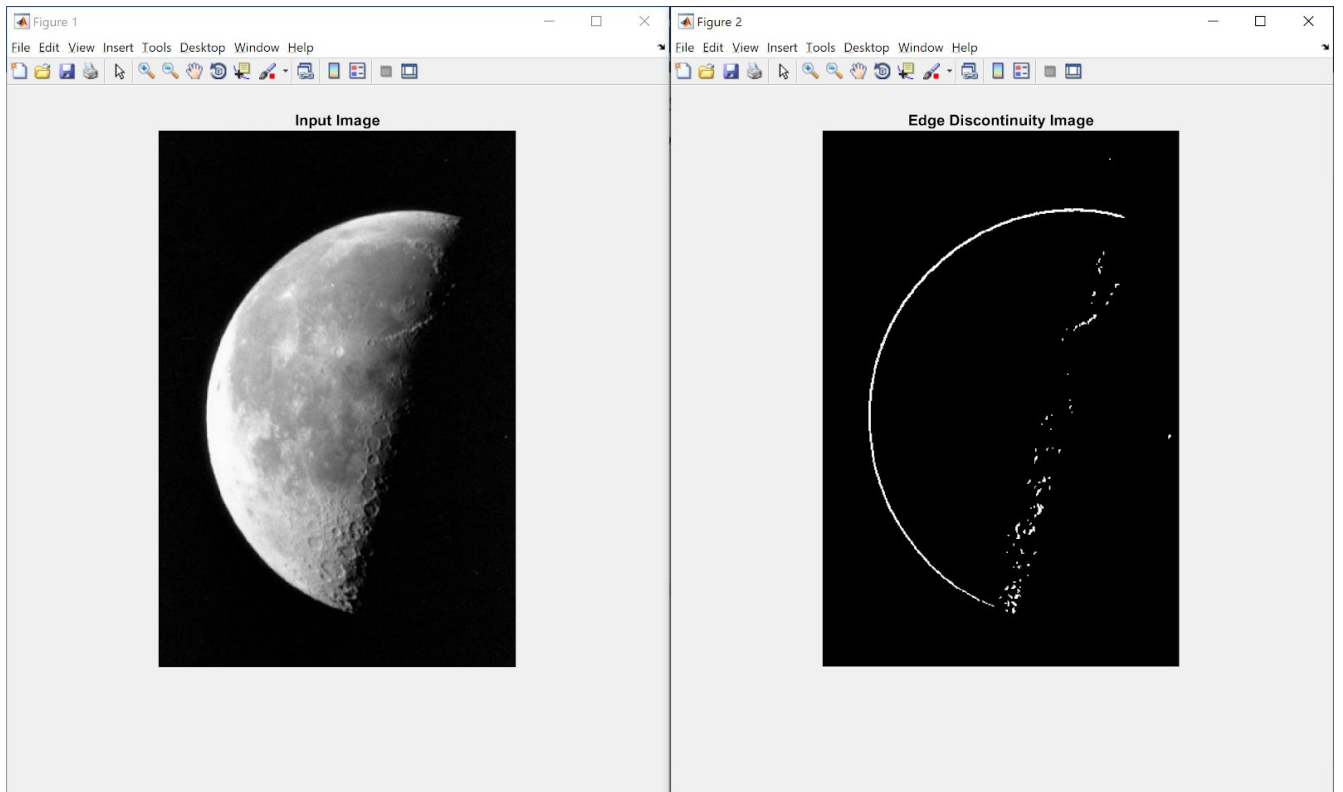 Figure 1
File Edit View Insert Tools Desktop Window Help
Input Image
Figure 2
File Edit View Insert Tools Desktop Window Help
Edge Discontinuity Image